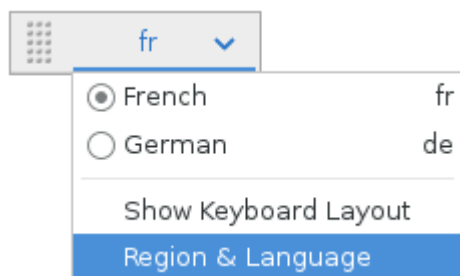 fr
French fr
German de
Show Keyboard Layout
Region & Language